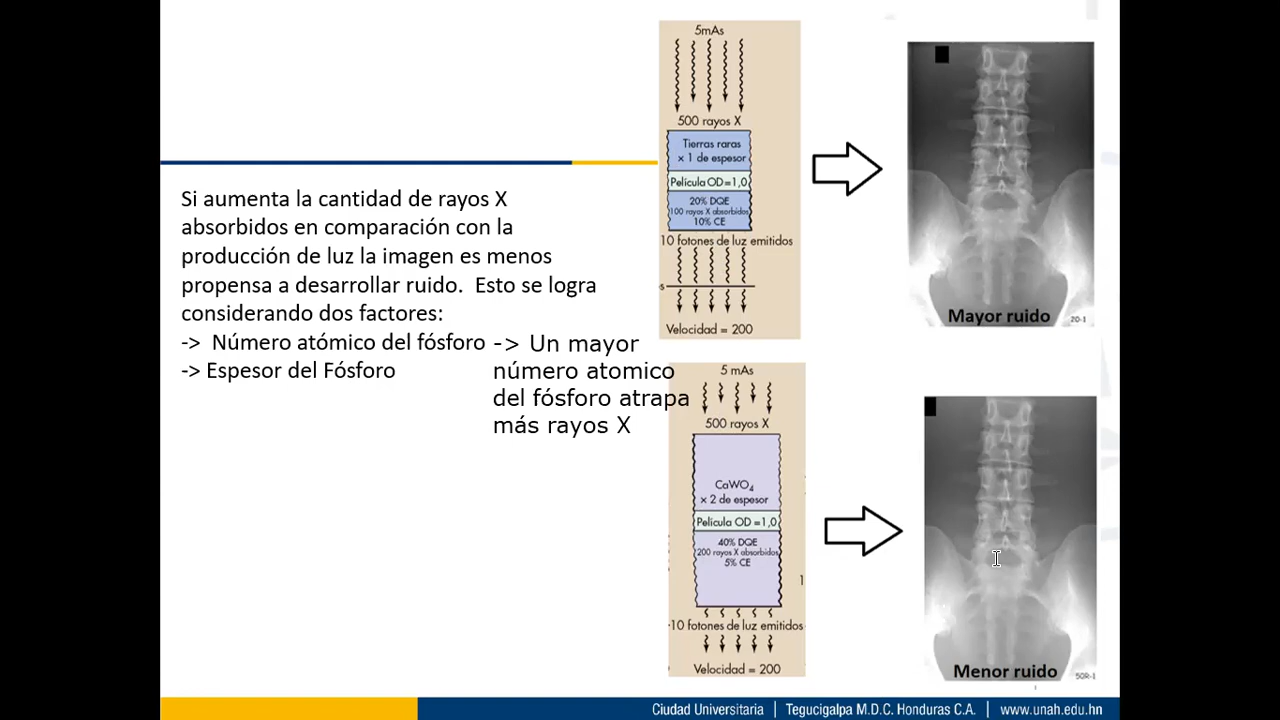 Si aumenta la cantidad de rayos X
absorbidos en comparación con la
producción de luz la imagen es menos
propensa a desarrollar ruido.  Esto se logra
considerando dos factores:
->  Número atómico del fósforo
-> Espesor del Fósforo
-> Un mayor
número atomico
del fósforo atrapa
más rayos X
5mAs
500 rayos X
Tierras raras
× 1 de espesor
Película OD=1,0
20% DQE
100 rayos X absorbidos
10% CE
10 fotones de luz emitidos
Velocidad = 200
Mayor ruido
20-1
5 mAs
500 rayos X
CaWO₄
× 2 de espesor
Película OD =1,0
40% DQE
200 rayos X absorbidos
5% CE
10 fotones de luz emitidos
Velocidad = 200
Menor ruido
50R-1
Ciudad Universitaria | Tegucigalpa M.D.C. Honduras C.A. | www.unah.edu.hn